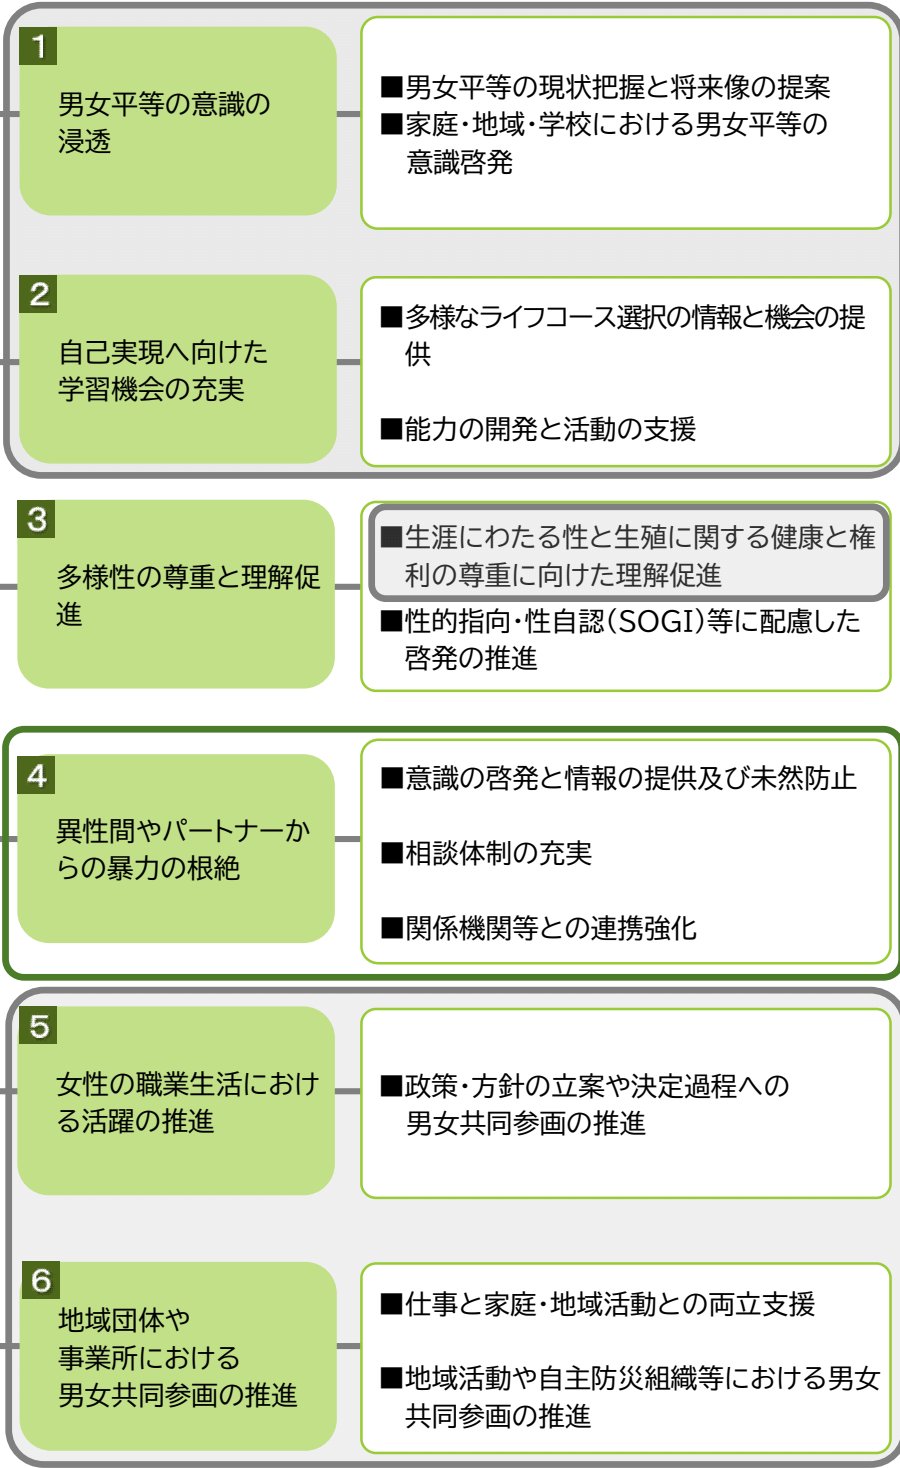 1
男女平等の意識の
浸透
■男女平等の現状把握と将来像の提案
■家庭・地域・学校における男女平等の
意識啓発
2
自己実現へ向けた
学習機会の充実
■多様なライフコース選択の情報と機会の提
供
■能力の開発と活動の支援
3
多様性の尊重と理解促
進
■生涯にわたる性と生殖に関する健康と権
利の尊重に向けた理解促進
■性的指向・性自認（SOGI）等に配慮した
啓発の推進
4
異性間やパートナーか
らの暴力の根絶
■意識の啓発と情報の提供及び未然防止
■相談体制の充実
■関係機関等との連携強化
5
女性の職業生活におけ
る活躍の推進
■政策・方針の立案や決定過程への
男女共同参画の推進
6
地域団体や
事業所における
男女共同参画の推進
■仕事と家庭・地域活動との両立支援
■地域活動や自主防災組織等における男女
共同参画の推進